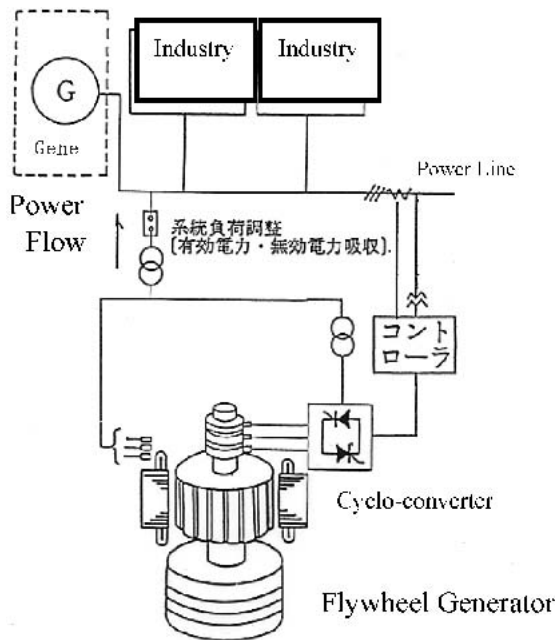 Industry
Industry
G
Gene
Power Line
Power
Flow
系統負荷調整
(有効電力・無効電力吸収).
コント
ローラ
Cyclo-converter
Flywheel Generator